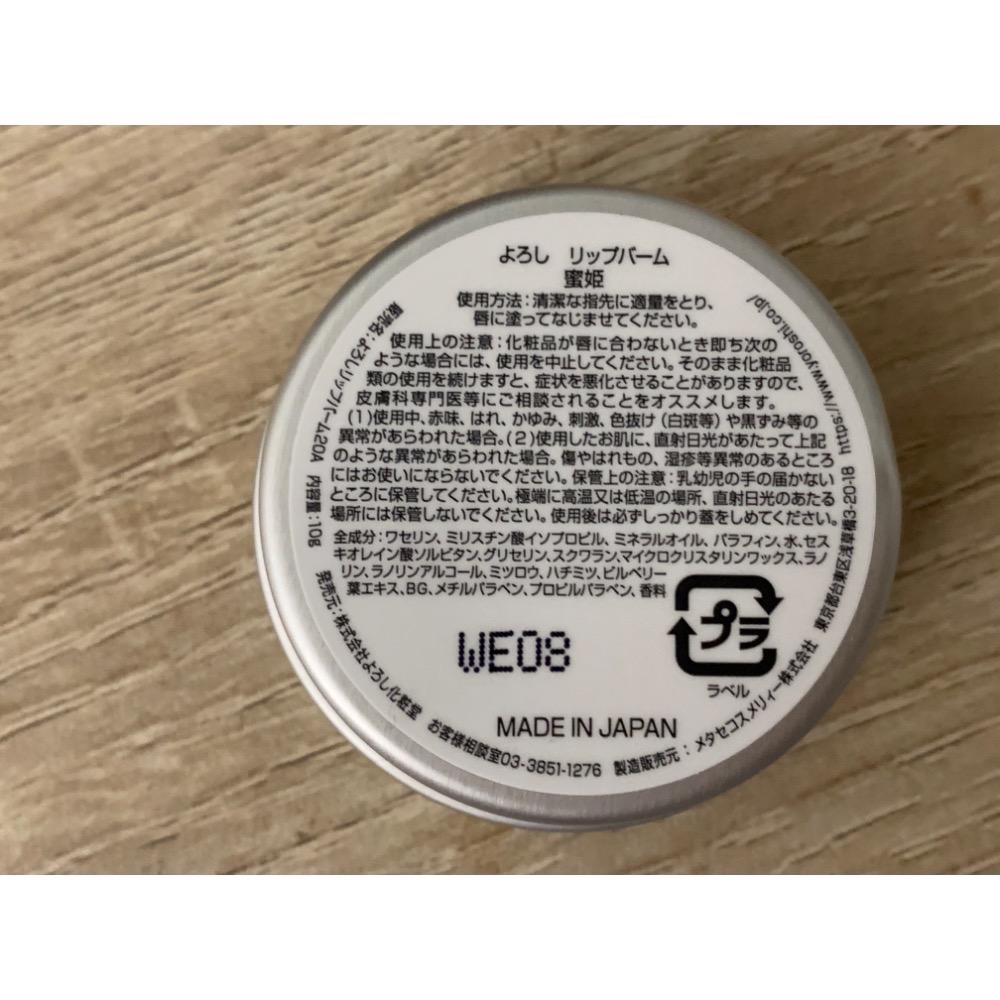 よろし　リップバーム
蜜姫
使用方法：清潔な指先に適量をとり、
唇に塗ってなじませてください。
使用上の注意：化粧品が唇に合わないとき即ち次の
ような場合には、使用を中止してください。そのまま化粧品
類の使用を続けますと、症状を悪化させることがありますので、
皮膚科専門医等にご相談されることをオススメします。
(1)使用中、赤味、はれ、かゆみ、刺激、色抜け（白斑等）や黒ずみ等の
異常があらわれた場合。(2)使用したお肌に、直射日光があたって上記
のような異常があらわれた場合。傷やはれもの、湿疹等異常のあるところ
にはお使いにならないでください。保管上の注意：乳幼児の手の届かない
ところに保管してください。極端に高温又は低温の場所、直射日光のあたる
場所には保管しないでください。使用後は必ずしっかり蓋をしめてください。
全成分：ワセリン、ミリスチン酸イソプロピル、ミネラルオイル、パラフィン、水、セス
キオレイン酸ソルビタン、グリセリン、スクワラン、マイクロクリスタリンワックス、ラノ
リン、ラノリンアルコール、ミツロウ、ハチミツ、ビルベリー
葉エキス、BG、メチルパラベン、プロピルパラベン、香料
プラ
ラベル
WE08
MADE IN JAPAN
販売名：よろしリップバーム20A　内容量：10g
発売元：株式会社よろし化粧堂　お客様相談室03-3851-1276　製造販売元：メタセコスメリィー株式会社　東京都台東区浅草橋3-20-18　https://www.yoroshi.co.jp/